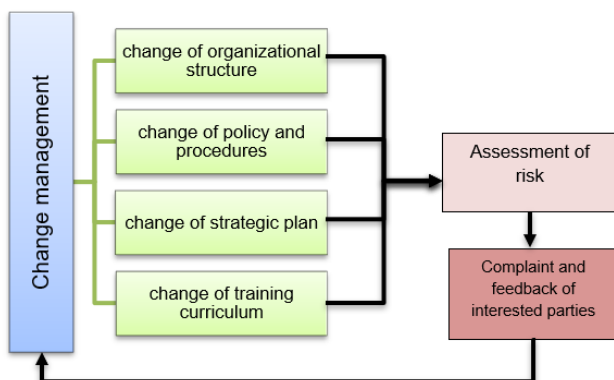 Change management
change of organizational
structure
change of policy and
procedures
change of strategic plan
change of training
curriculum
Assessment of
risk
Complaint and
feedback of
interested parties